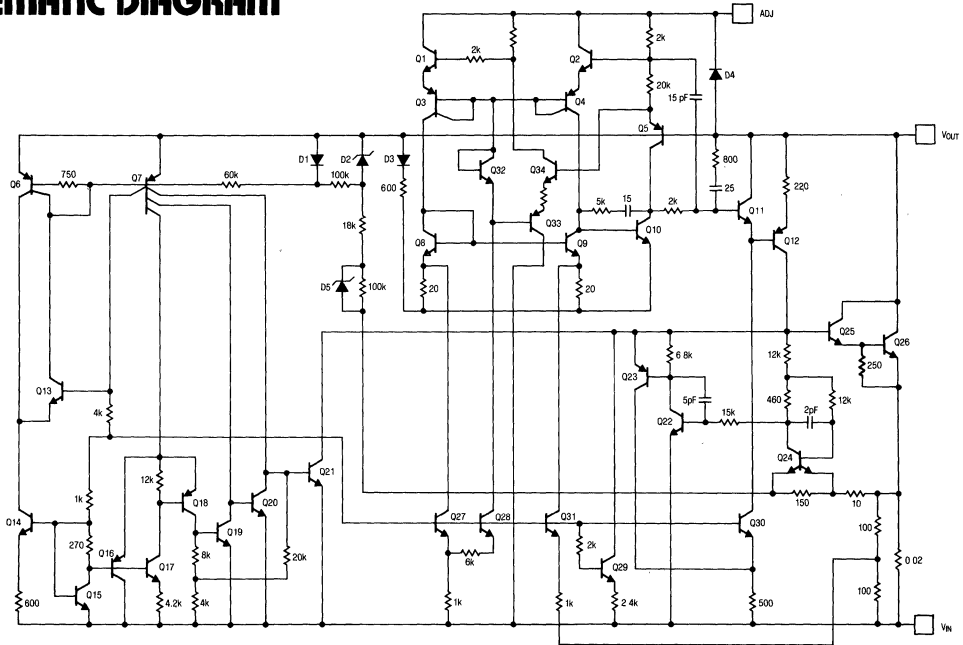 SCHEMATIC DIAGRAM
ADJ
2k
Q1
2k
Q2
20k
D4
15 pF
Q3
Q4
Q5
VOUT
D1
D2
D3
Q6
750
Q7
60k
100k
600
Q32
Q34
800
25
220
18k
5k
15
2k
Q11
Q33
Q12
Q8
Q9
Q10
D5
100k
20
20
Q25
Q26
6 8k
12k
250
Q23
Q13
5pF
460
12k
4k
Q22
15k
2pF
Q21
Q24
1k
12k
Q18
Q20
150
10
Q14
Q27
Q28
Q31
Q30
100
270
Q19
2k
Q16
Q17
8k
20k
6k
Q29
0 02
600
Q15
4.2k
4k
1k
1k
2 4k
500
100
VIN